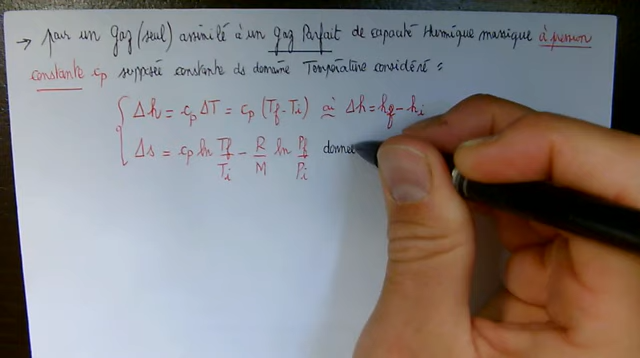 → pour un Gaz (seul) assimilé à un Gaz Parfait de capacité thermique massique à pression
constante cp supposée constante ds domaine Température considéré :
Δh = cp ΔT = cp (Tf - Ti) où Δh = hf - hi
Δs = cp ln Tf/Ti - R/M ln Pf/Pi donnée